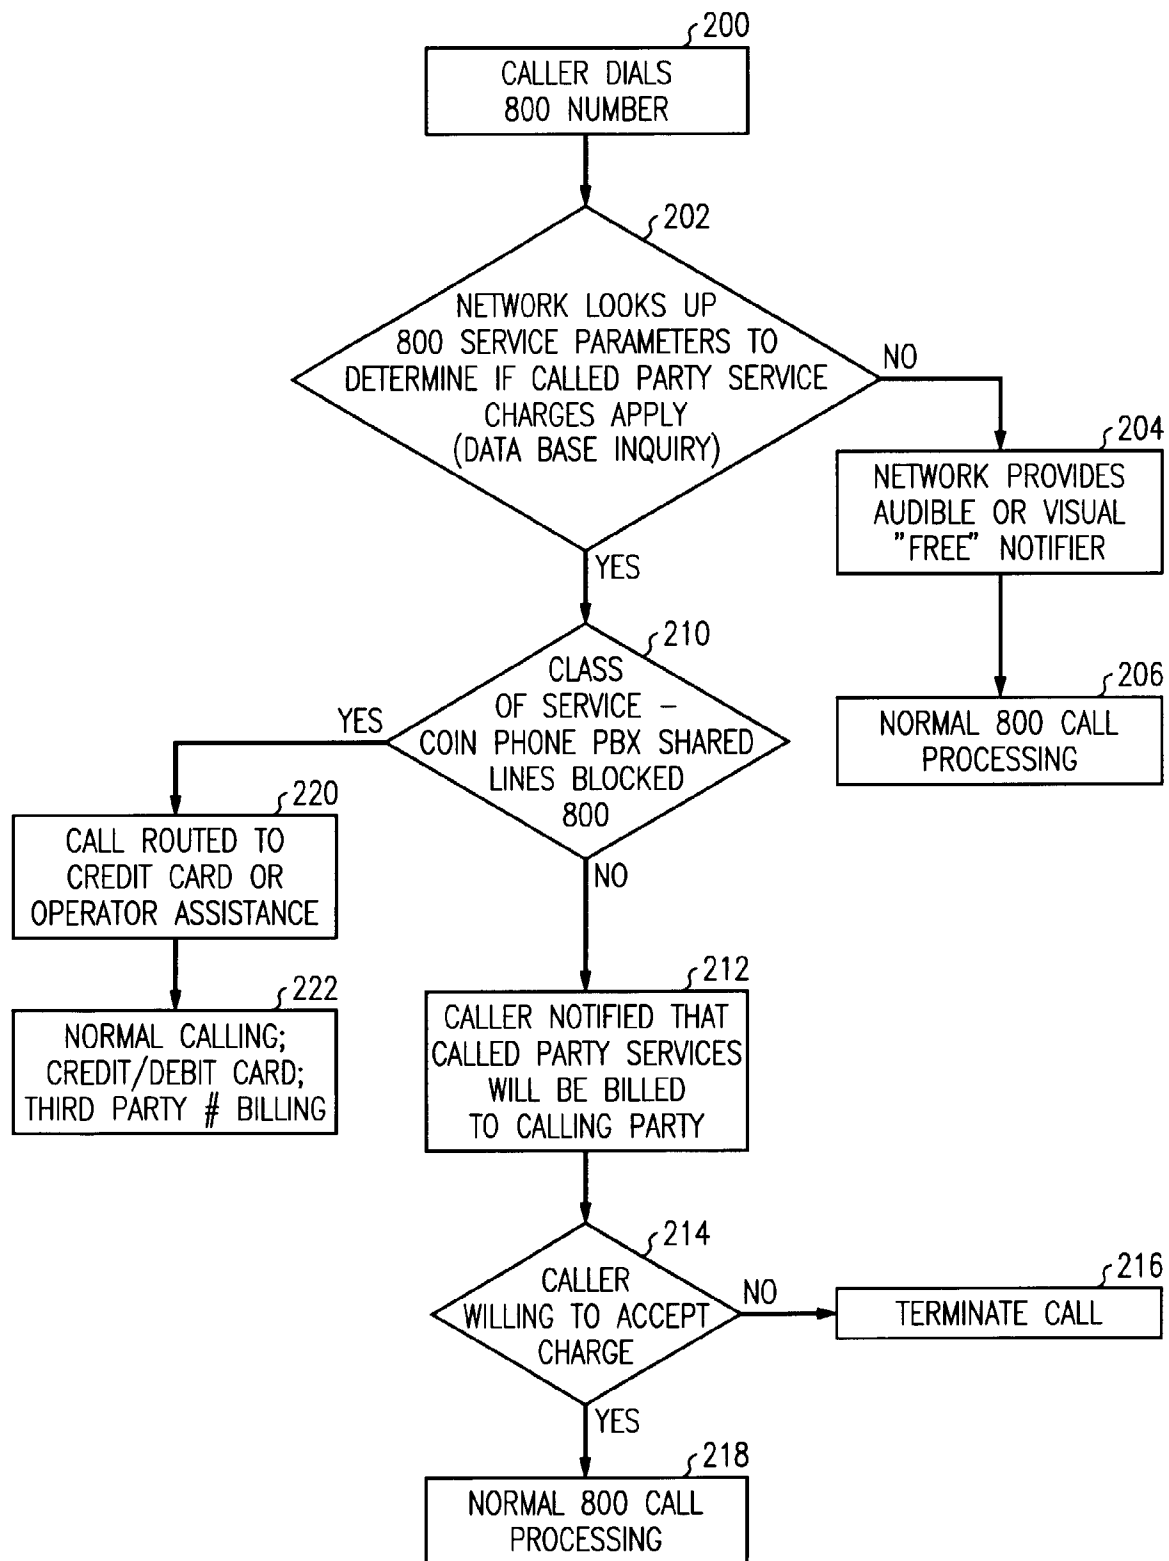 200
CALLER DIALS
800 NUMBER
202
NETWORK LOOKS UP
800 SERVICE PARAMETERS TO
DETERMINE IF CALLED PARTY SERVICE
CHARGES APPLY
(DATA BASE INQUIRY)
NO
YES
204
NETWORK PROVIDES
AUDIBLE OR VISUAL
"FREE" NOTIFIER
206
NORMAL 800 CALL
PROCESSING
210
CLASS
OF SERVICE –
COIN PHONE PBX SHARED
LINES BLOCKED
800
YES
NO
220
CALL ROUTED TO
CREDIT CARD OR
OPERATOR ASSISTANCE
222
NORMAL CALLING;
CREDIT/DEBIT CARD;
THIRD PARTY # BILLING
212
CALLER NOTIFIED THAT
CALLED PARTY SERVICES
WILL BE BILLED
TO CALLING PARTY
214
CALLER
WILLING TO ACCEPT
CHARGE
NO
216
TERMINATE CALL
YES
218
NORMAL 800 CALL
PROCESSING